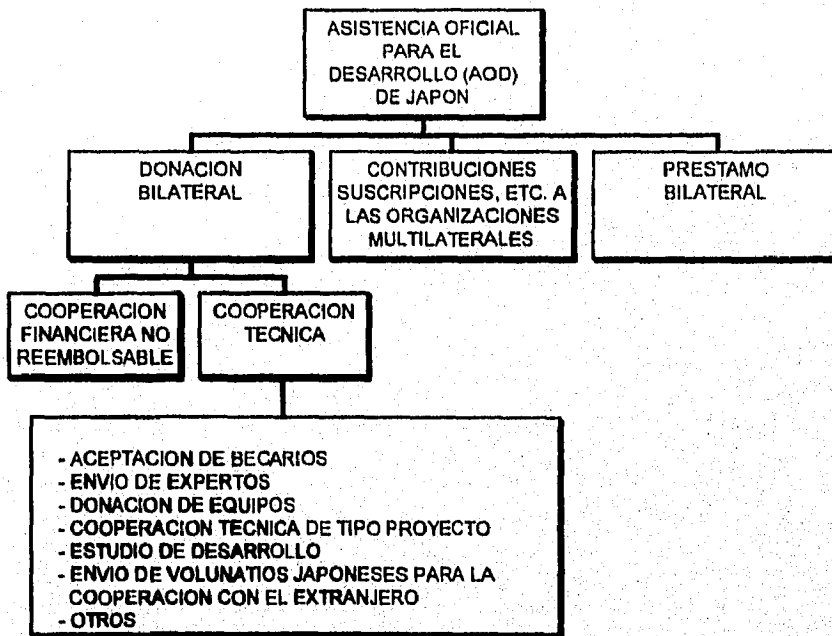 ASISTENCIA OFICIAL
PARA EL
DESARROLLO (AOD)
DE JAPON
DONACION
BILATERAL
CONTRIBUCIONES
SUSCRIPCIONES, ETC. A
LAS ORGANIZACIONES
MULTILATERALES
PRESTAMO
BILATERAL
COOPERACION
FINANCIERA NO
REEMBOLSABLE
COOPERACION
TECNICA
- ACEPTACION DE BECARIOS
- ENVIO DE EXPERTOS
- DONACION DE EQUIPOS
- COOPERACION TECNICA DE TIPO PROYECTO
- ESTUDIO DE DESARROLLO
- ENVIO DE VOLUNATIOS JAPONESES PARA LA
COOPERACION CON EL EXTRANJERO
- OTROS